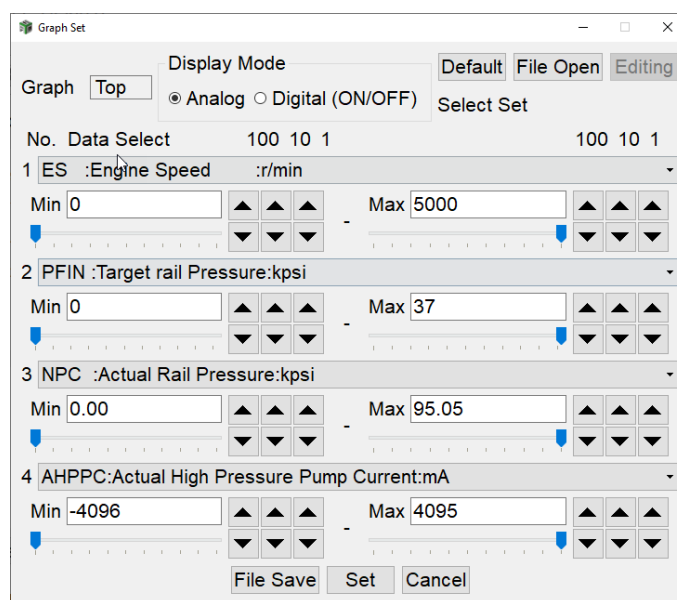 Graph Set
Display Mode
Default File Open Editing
Graph Top
Analog Digital (ON/OFF)
Select Set
No. Data Select 100 10 1 100 10 1
1 ES :Engine Speed :r/min
Min 0 - Max 5000
2 PFIN :Target rail Pressure:kpsi
Min 0 - Max 37
3 NPC :Actual Rail Pressure:kpsi
Min 0.00 - Max 95.05
4 AHPPC:Actual High Pressure Pump Current:mA
Min -4096 - Max 4095
File Save Set Cancel